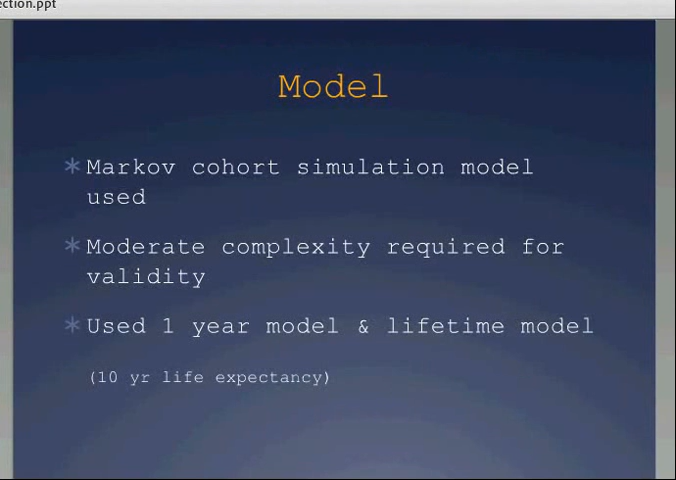 ection.ppt
Model
* Markov cohort simulation model
used
* Moderate complexity required for
validity
* Used 1 year model & lifetime model
(10 yr life expectancy)